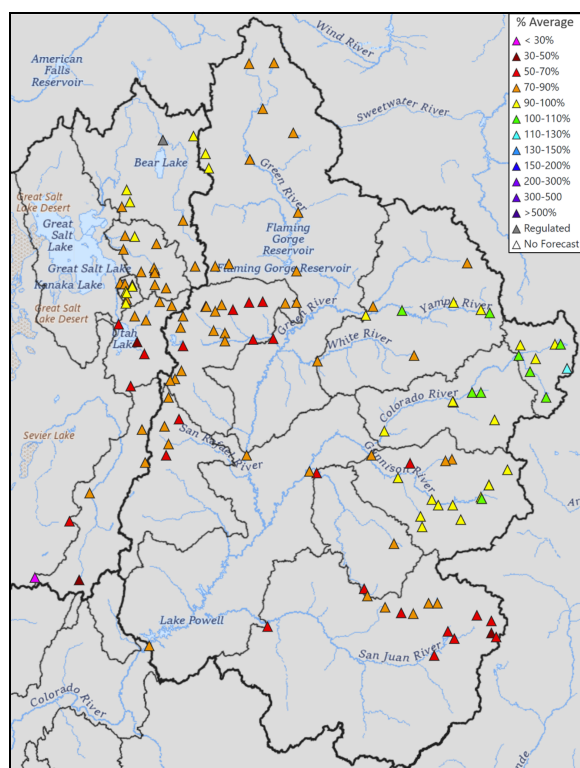 % Average
< 30%
30-50%
50-70%
70-90%
90-100%
100-110%
110-130%
130-150%
150-200%
200-300%
300-500
>500%
Regulated
No Forecast
Wind River
American
Falls
Reservoir
Sweetwater River
Bear Lake
Green River
Great Salt
Lake Desert
Great
Salt
Lake
Flaming
Gorge
Reservoir
Great Salt Lake
Flaming Gorge Reservoir
Kanaka Lake
Great Salt
Lake Desert
Utah
Lake
Green River
Yampa River
White River
Colorado River
Sevier Lake
San Rafael River
Gunnison River
Ar
Lake Powell
San Juan River
Colorado River
nde